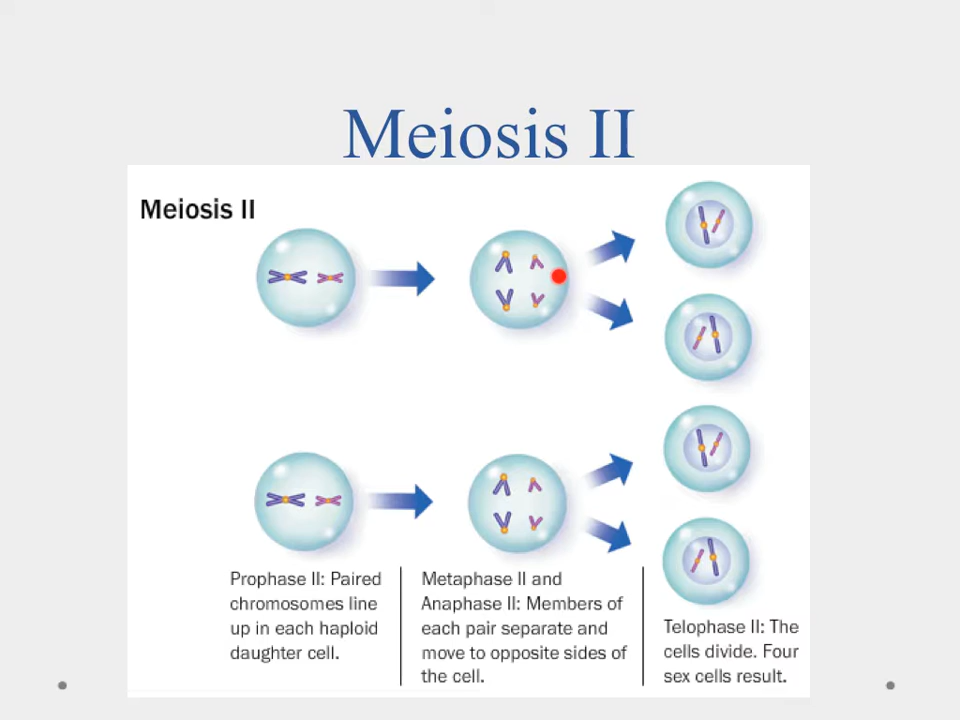 Meiosis II
Meiosis II
Prophase II: Paired
chromosomes line
up in each haploid
daughter cell.
Metaphase II and
Anaphase II: Members of
each pair separate and
move to opposite sides of
the cell.
Telophase II: The
cells divide. Four
sex cells result.